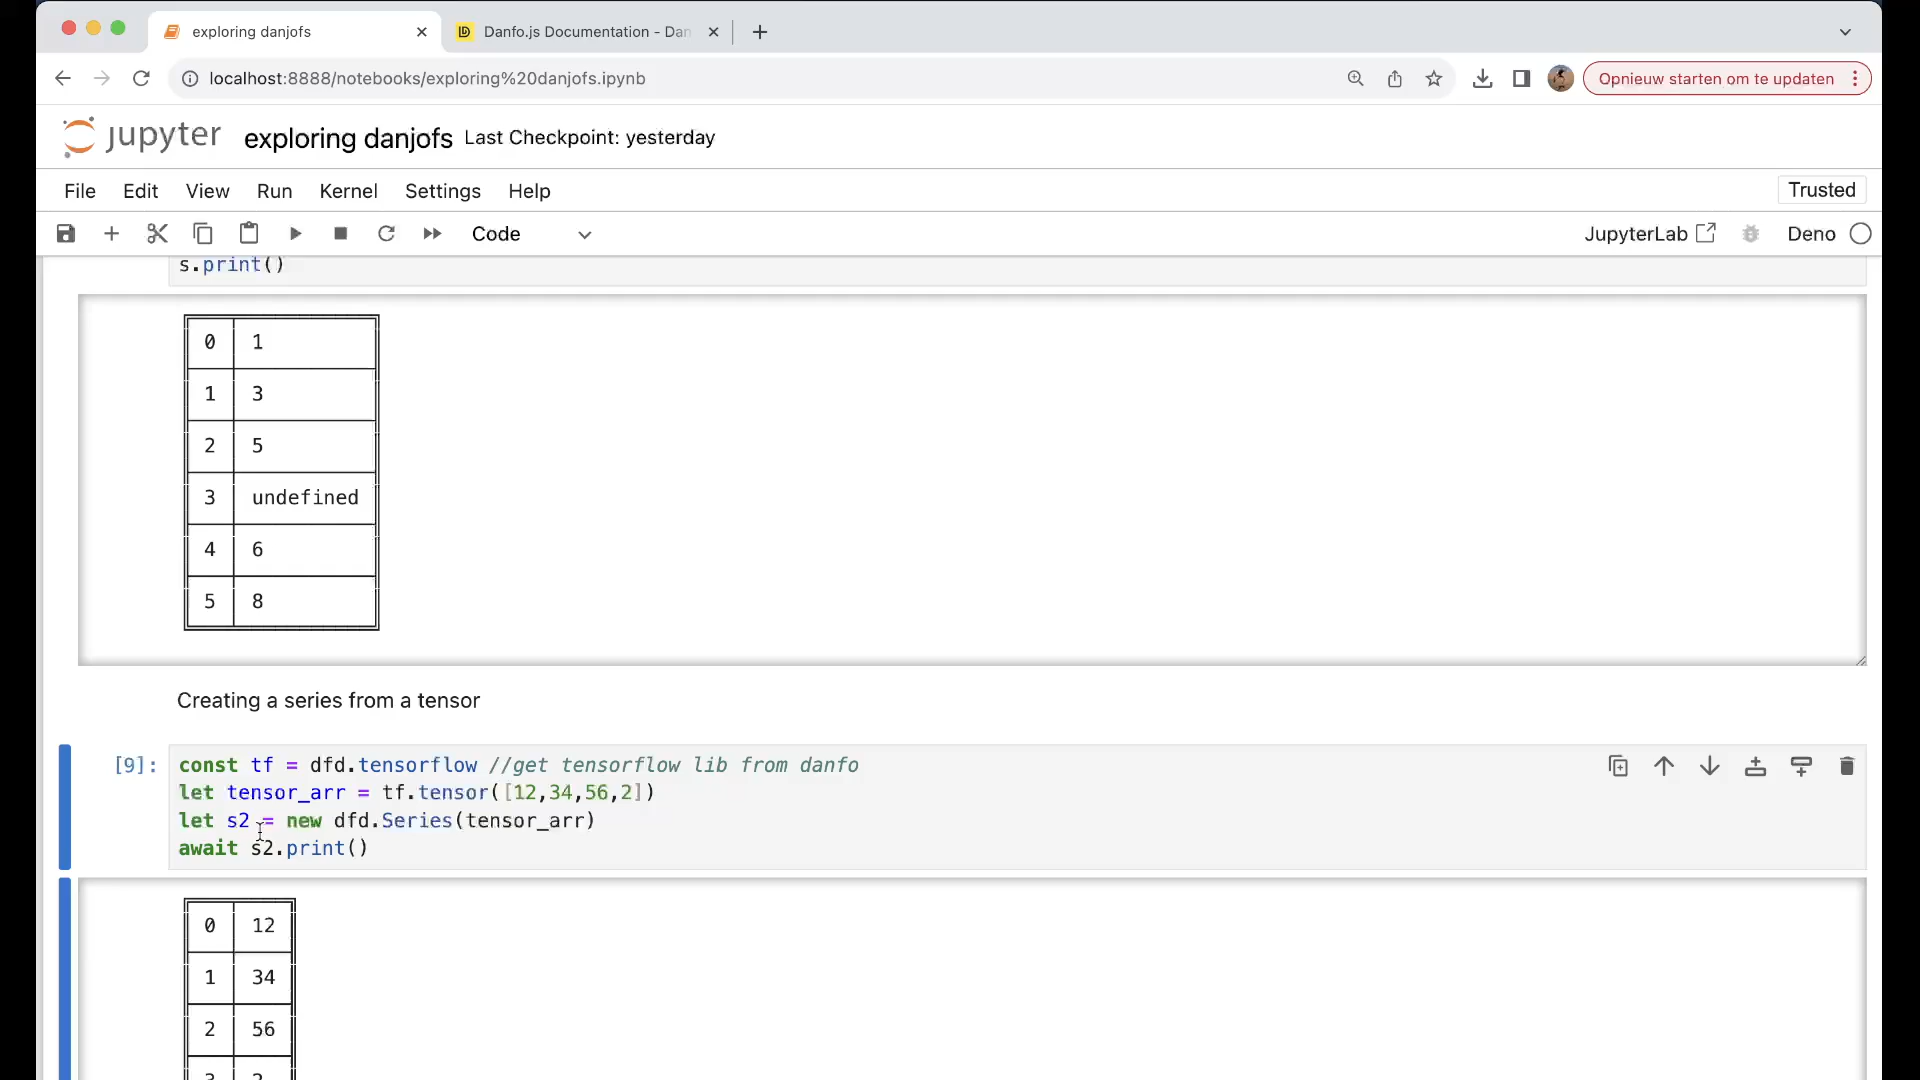 exploring danjofs
Danfo.js Documentation - Dan
localhost:8888/notebooks/exploring%20danjofs.ipynb
Opnieuw starten om te updaten
jupyter
exploring danjofs
Last Checkpoint: yesterday
File
Edit
View
Run
Kernel
Settings
Help
Trusted
Code
JupyterLab
Deno
s.print()
0 1
1 3
2 5
3 undefined
4 6
5 8
Creating a series from a tensor
[9]:
const tf = dfd.tensorflow //get tensorflow lib from danfo
let tensor_arr = tf.tensor([12,34,56,2])
let s2 = new dfd.Series(tensor_arr)
await s2.print()
0 12
1 34
2 56
3 2